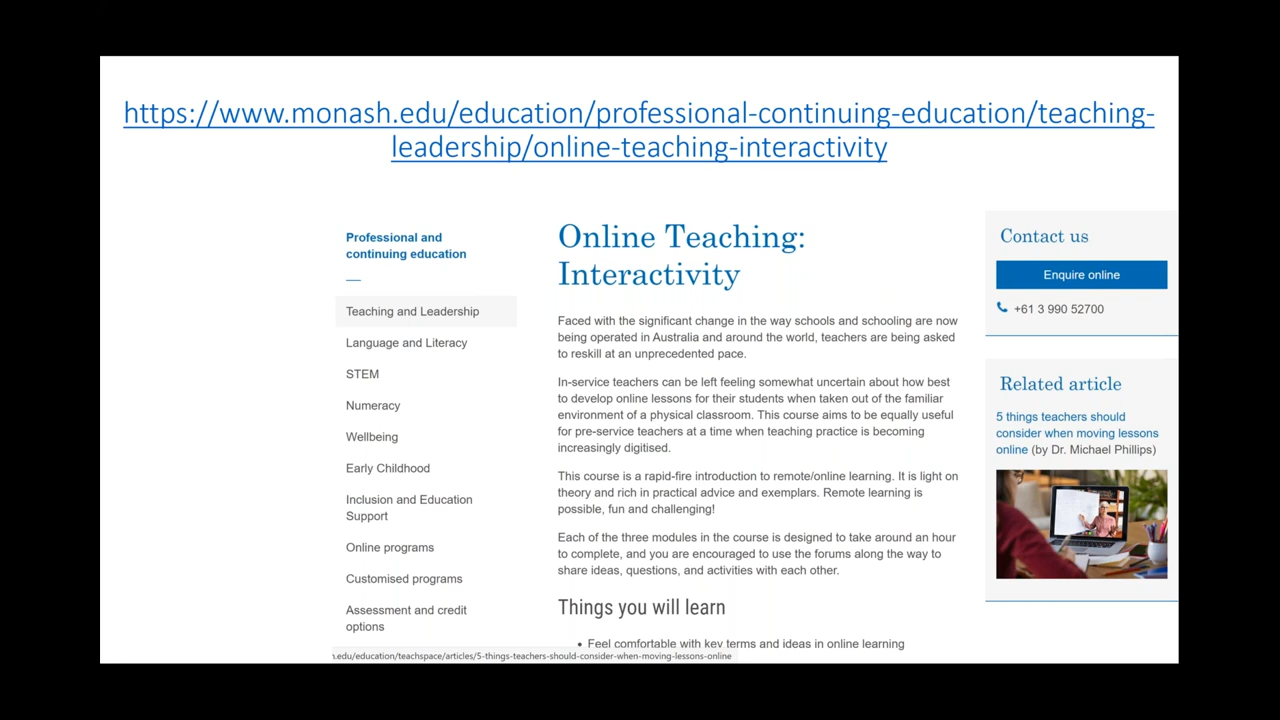 https://www.monash.edu/education/professional-continuing-education/teaching-
leadership/online-teaching-interactivity
Professional and
continuing education
Teaching and Leadership
Language and Literacy
STEM
Numeracy
Wellbeing
Early Childhood
Inclusion and Education
Support
Online programs
Customised programs
Assessment and credit
options
Online Teaching:
Interactivity
Faced with the significant change in the way schools and schooling are now
being operated in Australia and around the world, teachers are being asked
to reskill at an unprecedented pace.
In-service teachers can be left feeling somewhat uncertain about how best
to develop online lessons for their students when taken out of the familiar
environment of a physical classroom. This course aims to be equally useful
for pre-service teachers at a time when teaching practice is becoming
increasingly digitised.
This course is a rapid-fire introduction to remote/online learning. It is light on
theory and rich in practical advice and exemplars. Remote learning is
possible, fun and challenging!
Each of the three modules in the course is designed to take around an hour
to complete, and you are encouraged to use the forums along the way to
share ideas, questions, and activities with each other.
Things you will learn
• Feel comfortable with key terms and ideas in online learning
Contact us
Enquire online
+61 3 990 52700
Related article
5 things teachers should
consider when moving lessons
online (by Dr. Michael Phillips)
.edu/education/teachspace/articles/5-things-teachers-should-consider-when-moving-lessons-online